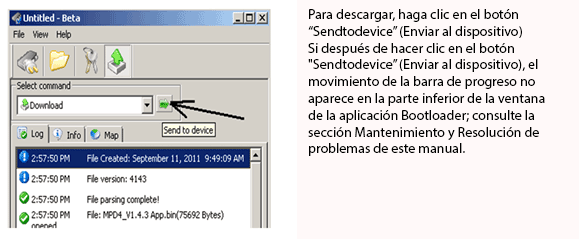 Untitled - Beta
File View Help
Select command
Download
Send to device
Log Info Map
2:57:50 PM File Created: September 11, 2011 9:49:09 AM
2:57:50 PM File version: 4143
2:57:50 PM File parsing complete!
2:57:50 PM File: MPD4_V1.4.3 App.bin(75692 Bytes)
opened
Para descargar, haga clic en el botón
“Sendtodevice” (Enviar al dispositivo)
Si después de hacer clic en el botón
"Sendtodevice” (Enviar al dispositivo), el
movimiento de la barra de progreso no
aparece en la parte inferior de la ventana
de la aplicación Bootloader; consulte la
sección Mantenimiento y Resolución de
problemas de este manual.